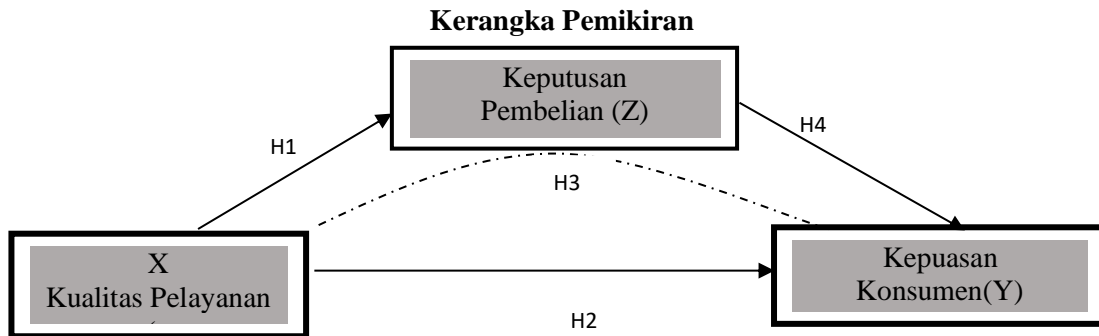 Kerangka Pemikiran
Keputusan
Pembelian (Z)
H1
H4
H3
X
Kualitas Pelayanan
Kepuasan
Konsumen(Y)
H2